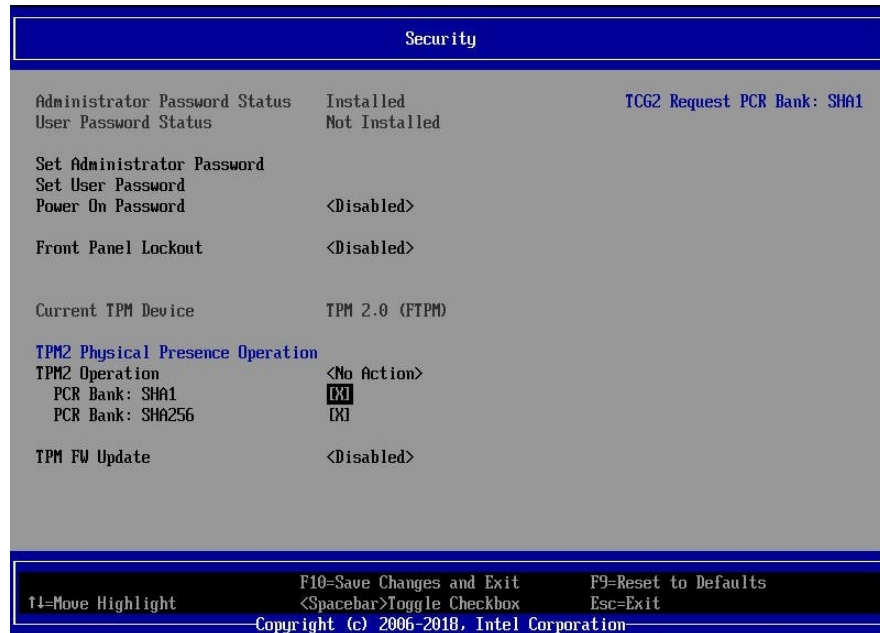 Security
Administrator Password Status Installed TCG2 Request PCR Bank: SHA1
User Password Status Not Installed
Set Administrator Password
Set User Password
Power On Password <Disabled>
Front Panel Lockout <Disabled>
Current TPM Device TPM 2.0 (FTPM)
TPM2 Physical Presence Operation
TPM2 Operation <No Action>
PCR Bank: SHA1 [X]
PCR Bank: SHA256 [X]
TPM FW Update <Disabled>
F10=Save Changes and Exit F9=Reset to Defaults
↑↓=Move Highlight <Spacebar>Toggle Checkbox Esc=Exit
Copyright (c) 2006-2018, Intel Corporation